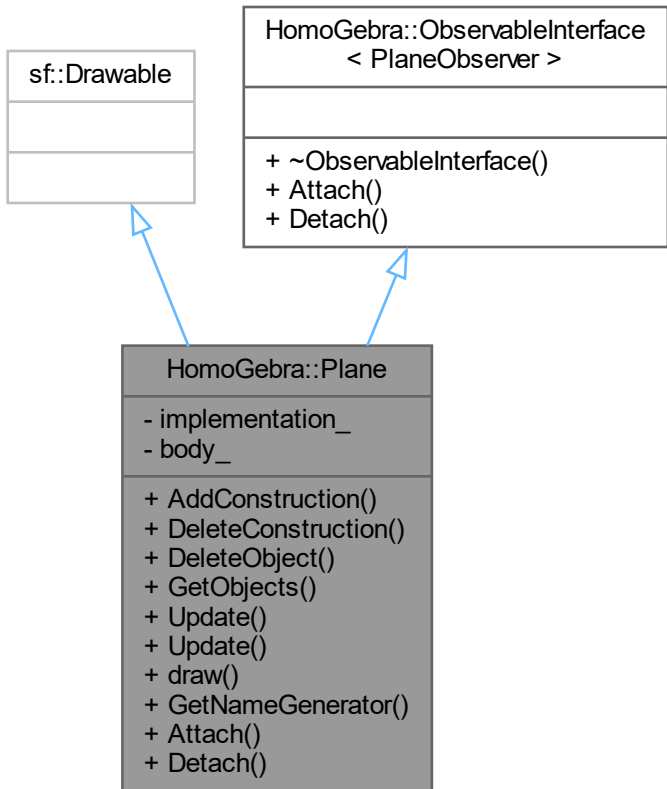 sf::Drawable
HomoGebra::ObservableInterface
< PlaneObserver >
+ ~ObservableInterface()
+ Attach()
+ Detach()
HomoGebra::Plane
- implementation_
- body_
+ AddConstruction()
+ DeleteConstruction()
+ DeleteObject()
+ GetObjects()
+ Update()
+ Update()
+ draw()
+ GetNameGenerator()
+ Attach()
+ Detach()